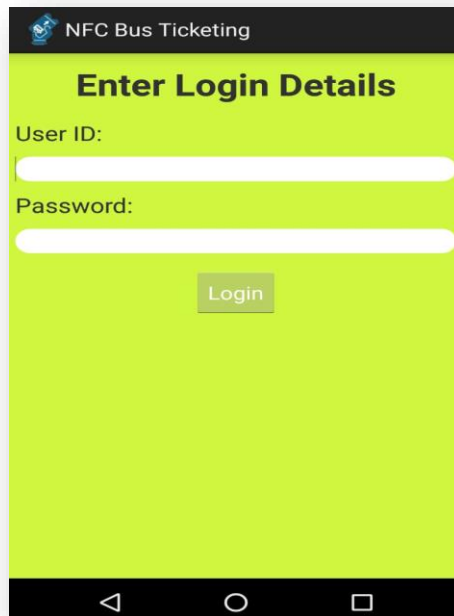 NFC Bus Ticketing
Enter Login Details
User ID:
Password:
Login